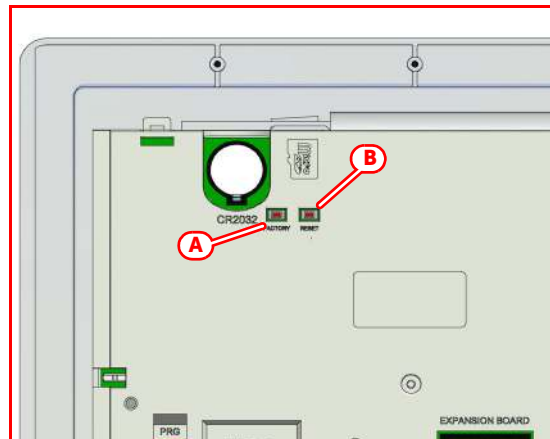 B
CR2032
FACTORY
RESET
A
EXPANSION BOARD
PRG